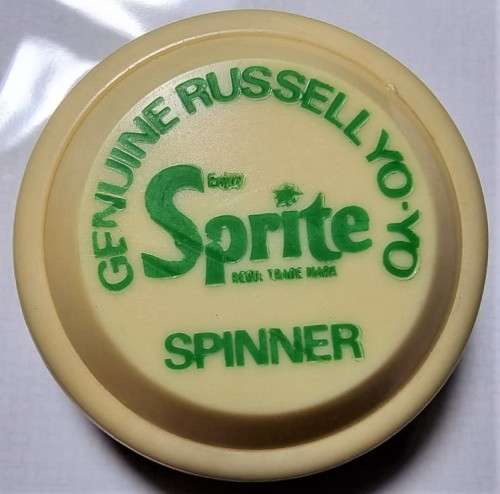 GENUINE RUSSELL YO-YO
Enjoy
Sprite
REGD. TRADE MARK
SPINNER